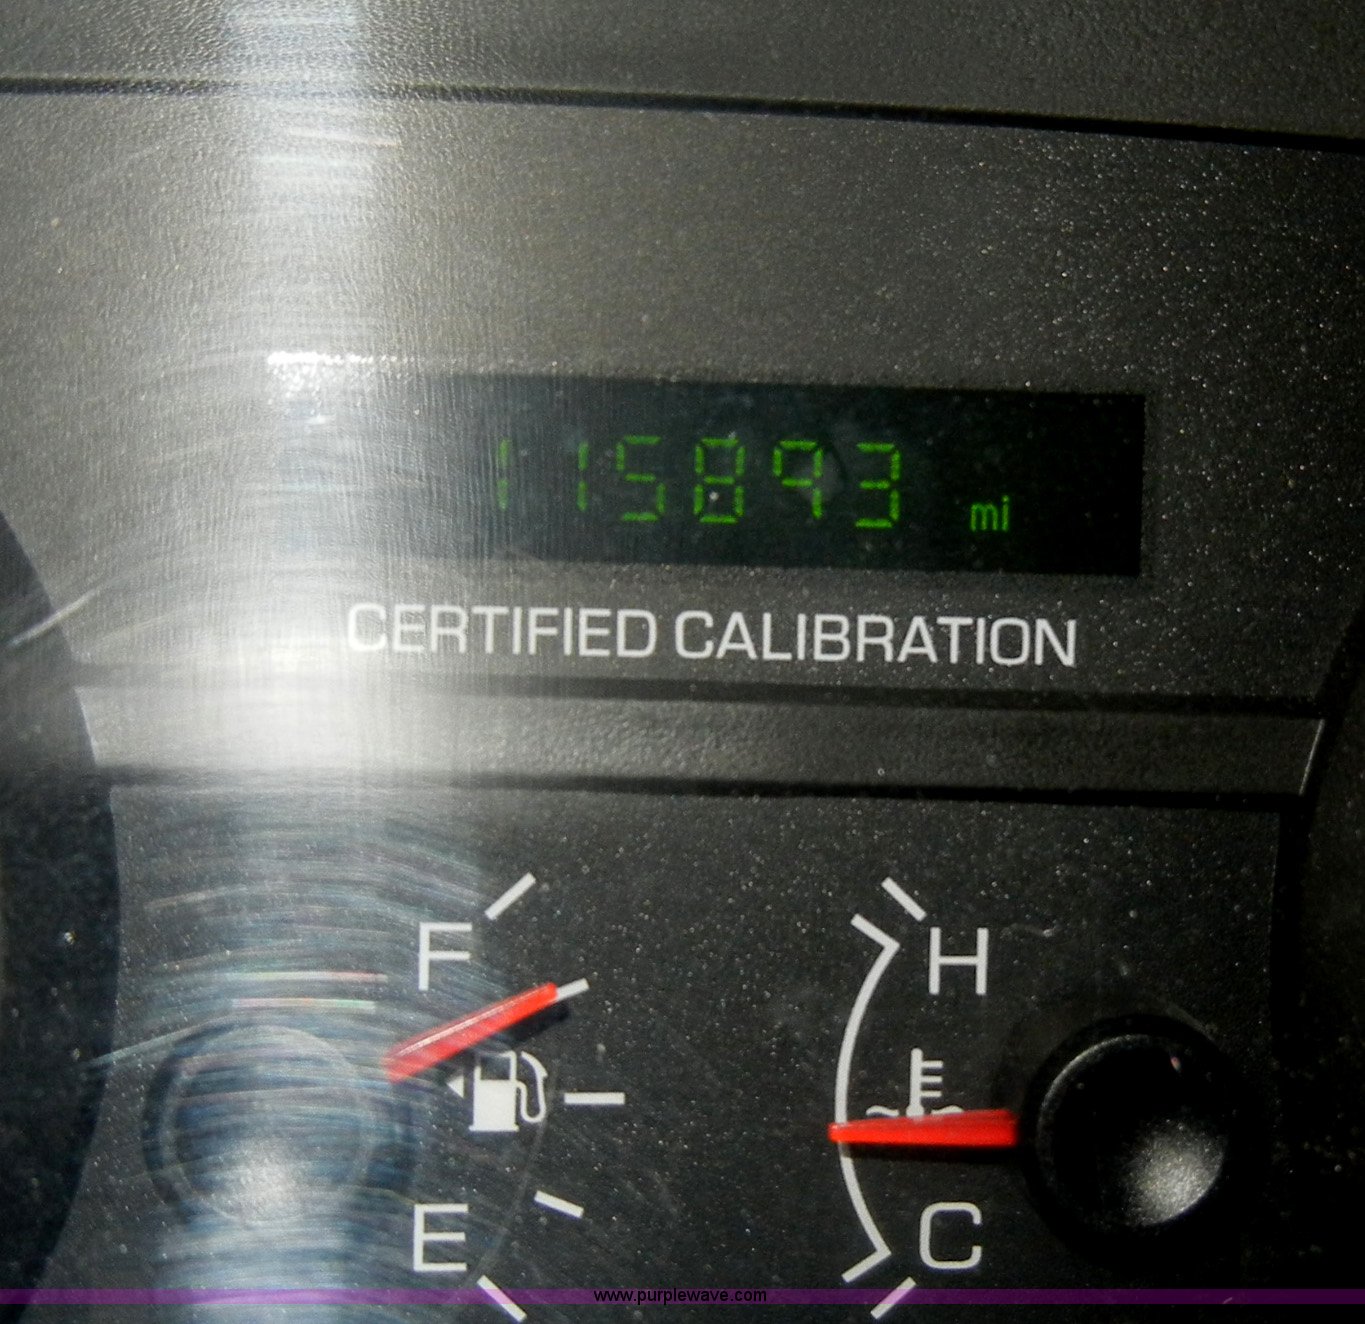 115893 mi
CERTIFIED CALIBRATION
F H
E C
www.purplewave.com